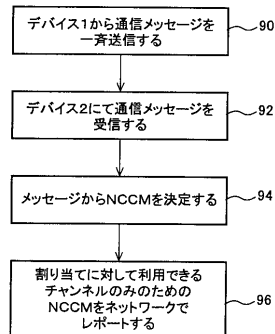 デバイス1から通信メッセージを
一斉送信する
90
デバイス2にて通信メッセージを
受信する
92
メッセージからNCCMを決定する
94
割り当てに対して利用できる
チャンネルのみのための
NCCMをネットワークで
レポートする
96